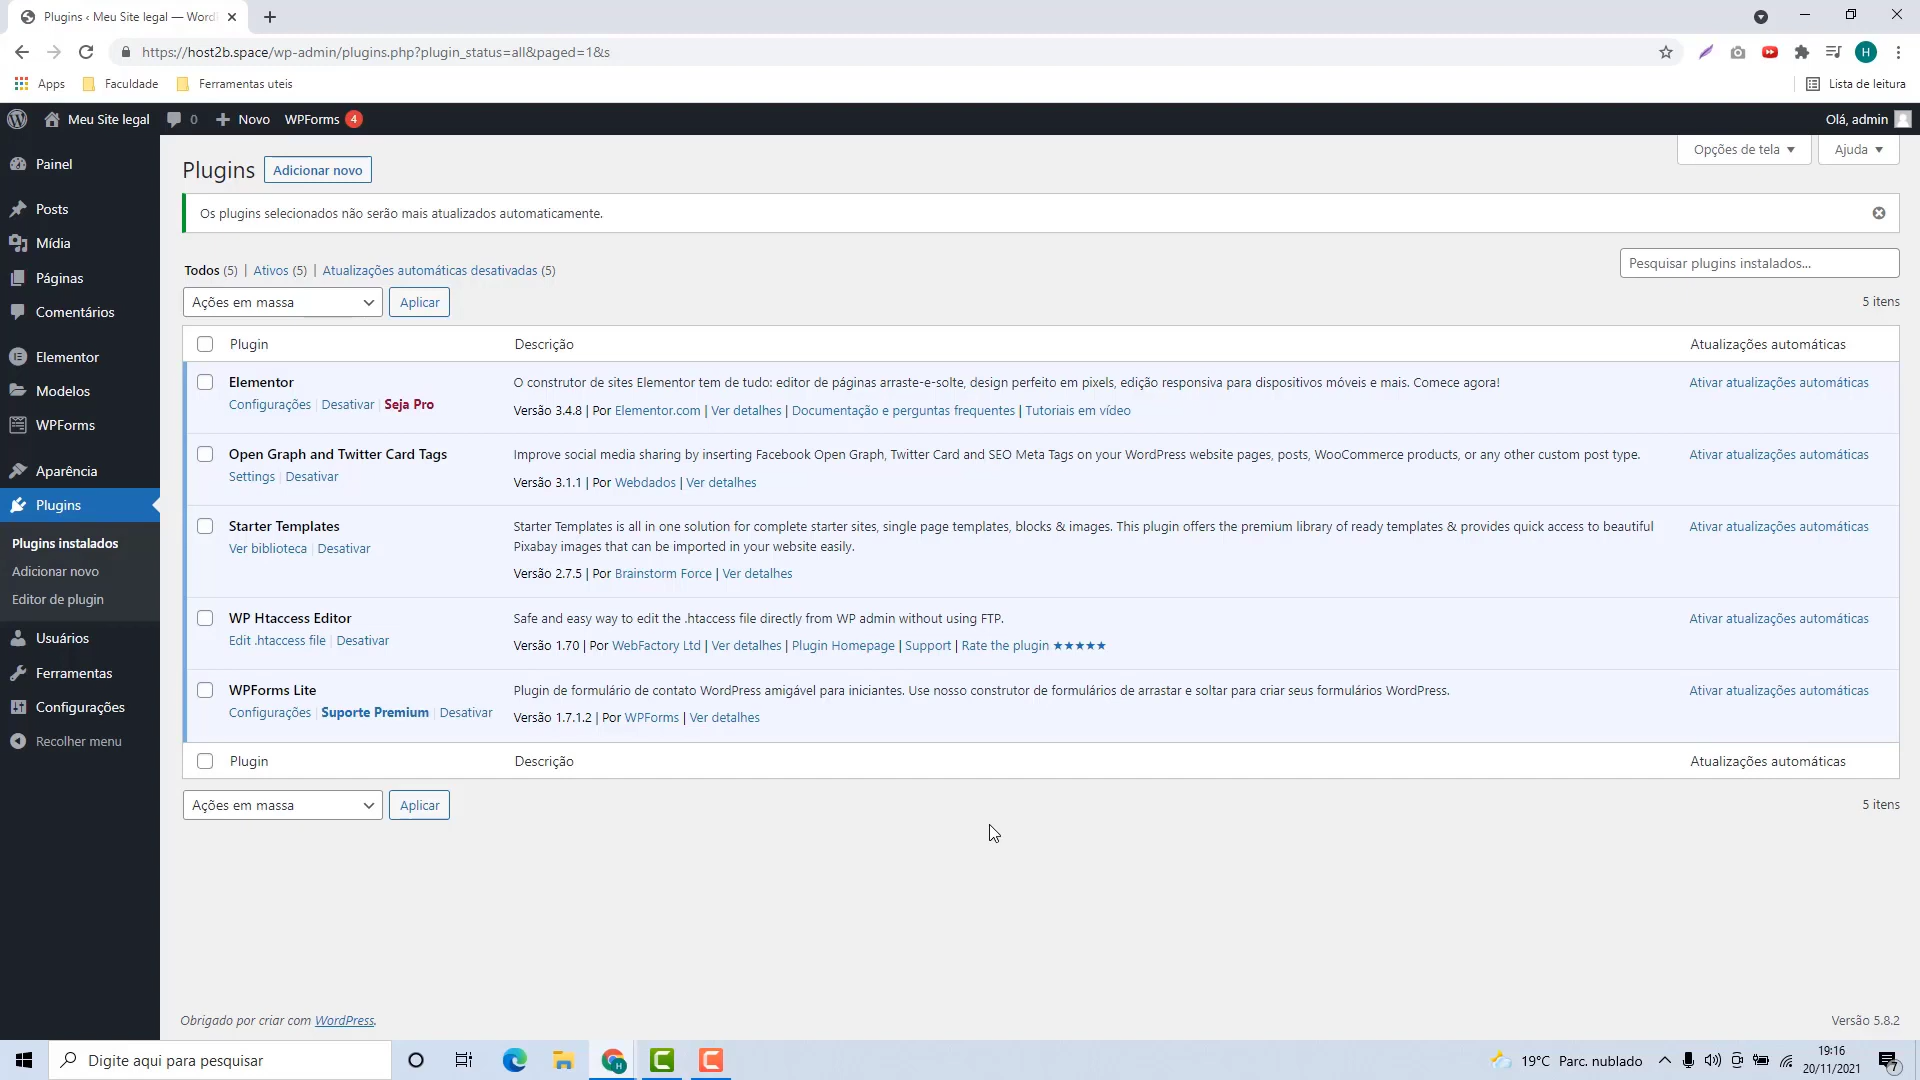 Plugins ‹ Meu Site legal — Word
https://host2b.space/wp-admin/plugins.php?plugin_status=all&paged=1&s
H
Apps
Faculdade
Ferramentas uteis
Lista de leitura
Meu Site legal
0
Novo
WPForms 4
Olá, admin
Painel
Posts
Mídia
Páginas
Comentários
Elementor
Modelos
WPForms
Aparência
Plugins
Plugins instalados
Adicionar novo
Editor de plugin
Usuários
Ferramentas
Configurações
Recolher menu
Opções de tela
Ajuda
Plugins
Adicionar novo
Os plugins selecionados não serão mais atualizados automaticamente.
Todos (5) | Ativos (5) | Atualizações automáticas desativadas (5)
Pesquisar plugins instalados...
Ações em massa
Aplicar
5 itens
Plugin
Descrição
Atualizações automáticas
Elementor
Configurações | Desativar | Seja Pro
O construtor de sites Elementor tem de tudo: editor de páginas arraste-e-solte, design perfeito em pixels, edição responsiva para dispositivos móveis e mais. Comece agora!
Versão 3.4.8 | Por Elementor.com | Ver detalhes | Documentação e perguntas frequentes | Tutoriais em vídeo
Ativar atualizações automáticas
Open Graph and Twitter Card Tags
Settings | Desativar
Improve social media sharing by inserting Facebook Open Graph, Twitter Card and SEO Meta Tags on your WordPress website pages, posts, WooCommerce products, or any other custom post type.
Versão 3.1.1 | Por Webdados | Ver detalhes
Ativar atualizações automáticas
Starter Templates
Ver biblioteca | Desativar
Starter Templates is all in one solution for complete starter sites, single page templates, blocks & images. This plugin offers the premium library of ready templates & provides quick access to beautiful
Pixabay images that can be imported in your website easily.
Versão 2.7.5 | Por Brainstorm Force | Ver detalhes
Ativar atualizações automáticas
WP Htaccess Editor
Edit .htaccess file | Desativar
Safe and easy way to edit the .htaccess file directly from WP admin without using FTP.
Versão 1.70 | Por WebFactory Ltd | Ver detalhes | Plugin Homepage | Support | Rate the plugin ★★★★★
Ativar atualizações automáticas
WPForms Lite
Configurações | Suporte Premium | Desativar
Plugin de formulário de contato WordPress amigável para iniciantes. Use nosso construtor de formulários de arrastar e soltar para criar seus formulários WordPress.
Versão 1.7.1.2 | Por WPForms | Ver detalhes
Ativar atualizações automáticas
Plugin
Descrição
Atualizações automáticas
Ações em massa
Aplicar
5 itens
Obrigado por criar com WordPress.
Versão 5.8.2
Digite aqui para pesquisar
19°C Parc. nublado
19:16
20/11/2021
7